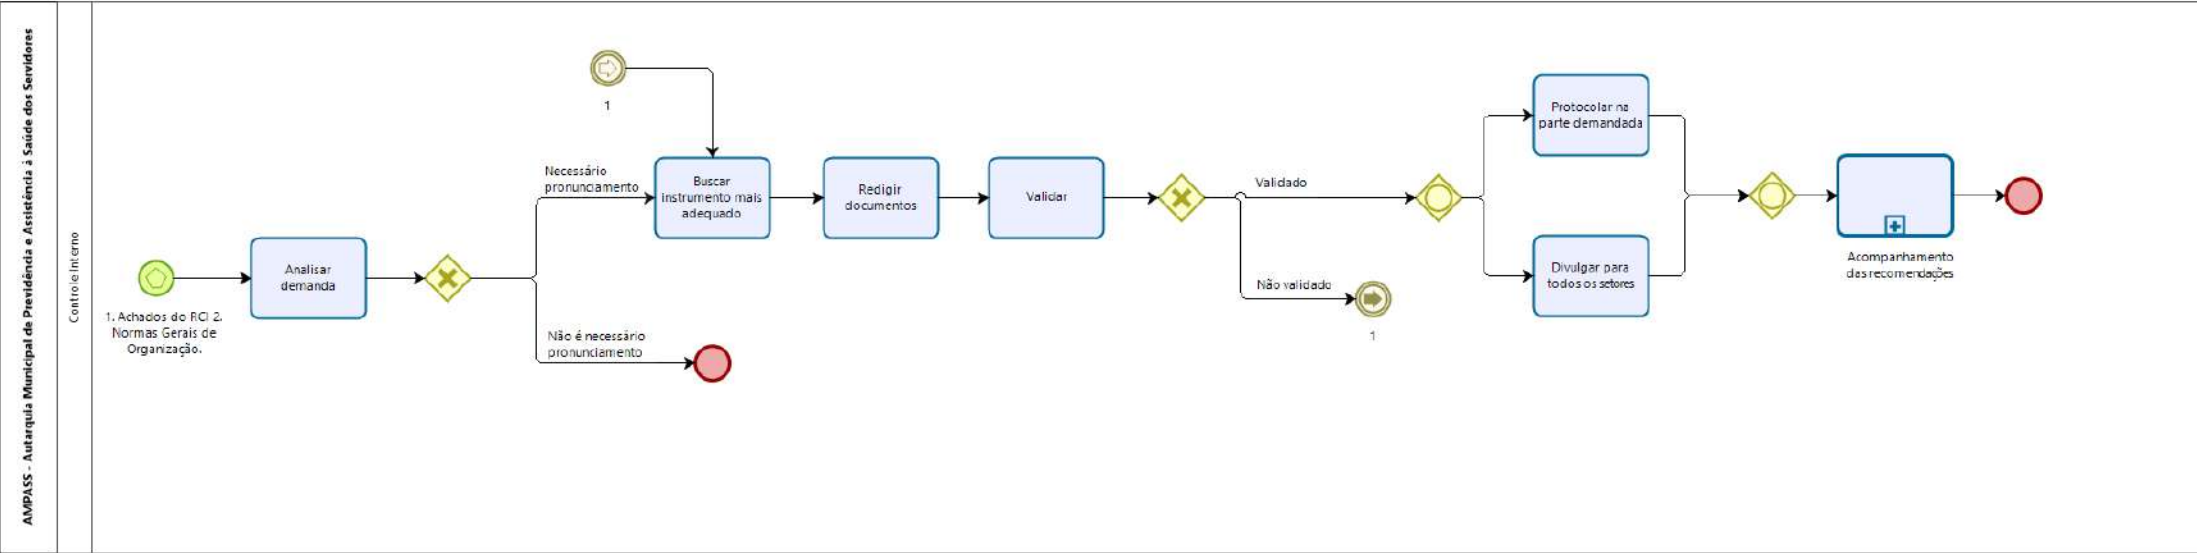 AMPASS - Autarquia Municipal de Previdência e Assistência à Saúde dos Servidores
Controle Interno
1. Achados do RCI 2.
Normas Gerais de
Organização.
Analisar
demanda
Necessário
pronunciamento
Não é necessário
pronunciamento
1
Buscar
instrumento mais
adequado
Redigir
documentos
Validar
Validado
Não validado
1
Protocolar na
parte demandada
Divulgar para
todos os setores
Acompanhamento
das recomendações